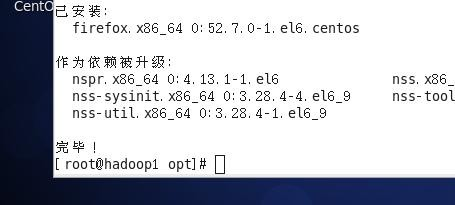 CentO
已安装:
firefox.x86_64 0:52.7.0-1.el6.centos
作为依赖被升级:
nspr.x86_64 0:4.13.1-1.el6 nss.x86_
nss-sysinit.x86_64 0:3.28.4-4.el6_9 nss-tool
nss-util.x86_64 0:3.28.4-1.el6_9
完毕！
[root@hadoop1 opt]#